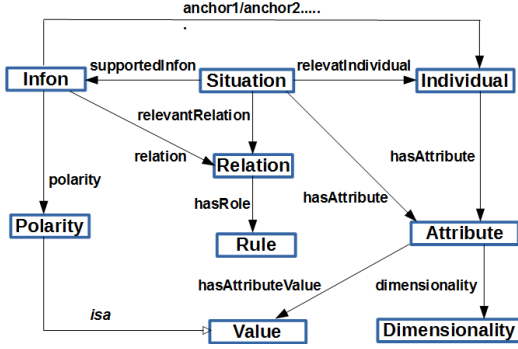 anchor1/anchor2.....
.
supportedInfon
relevatIndividual
Infon
Situation
Individual
relevantRelation
relation
hasAttribute
Relation
polarity
hasRole
hasAttribute
Polarity
Rule
Attribute
hasAttributeValue
dimensionality
isa
Value
Dimensionality